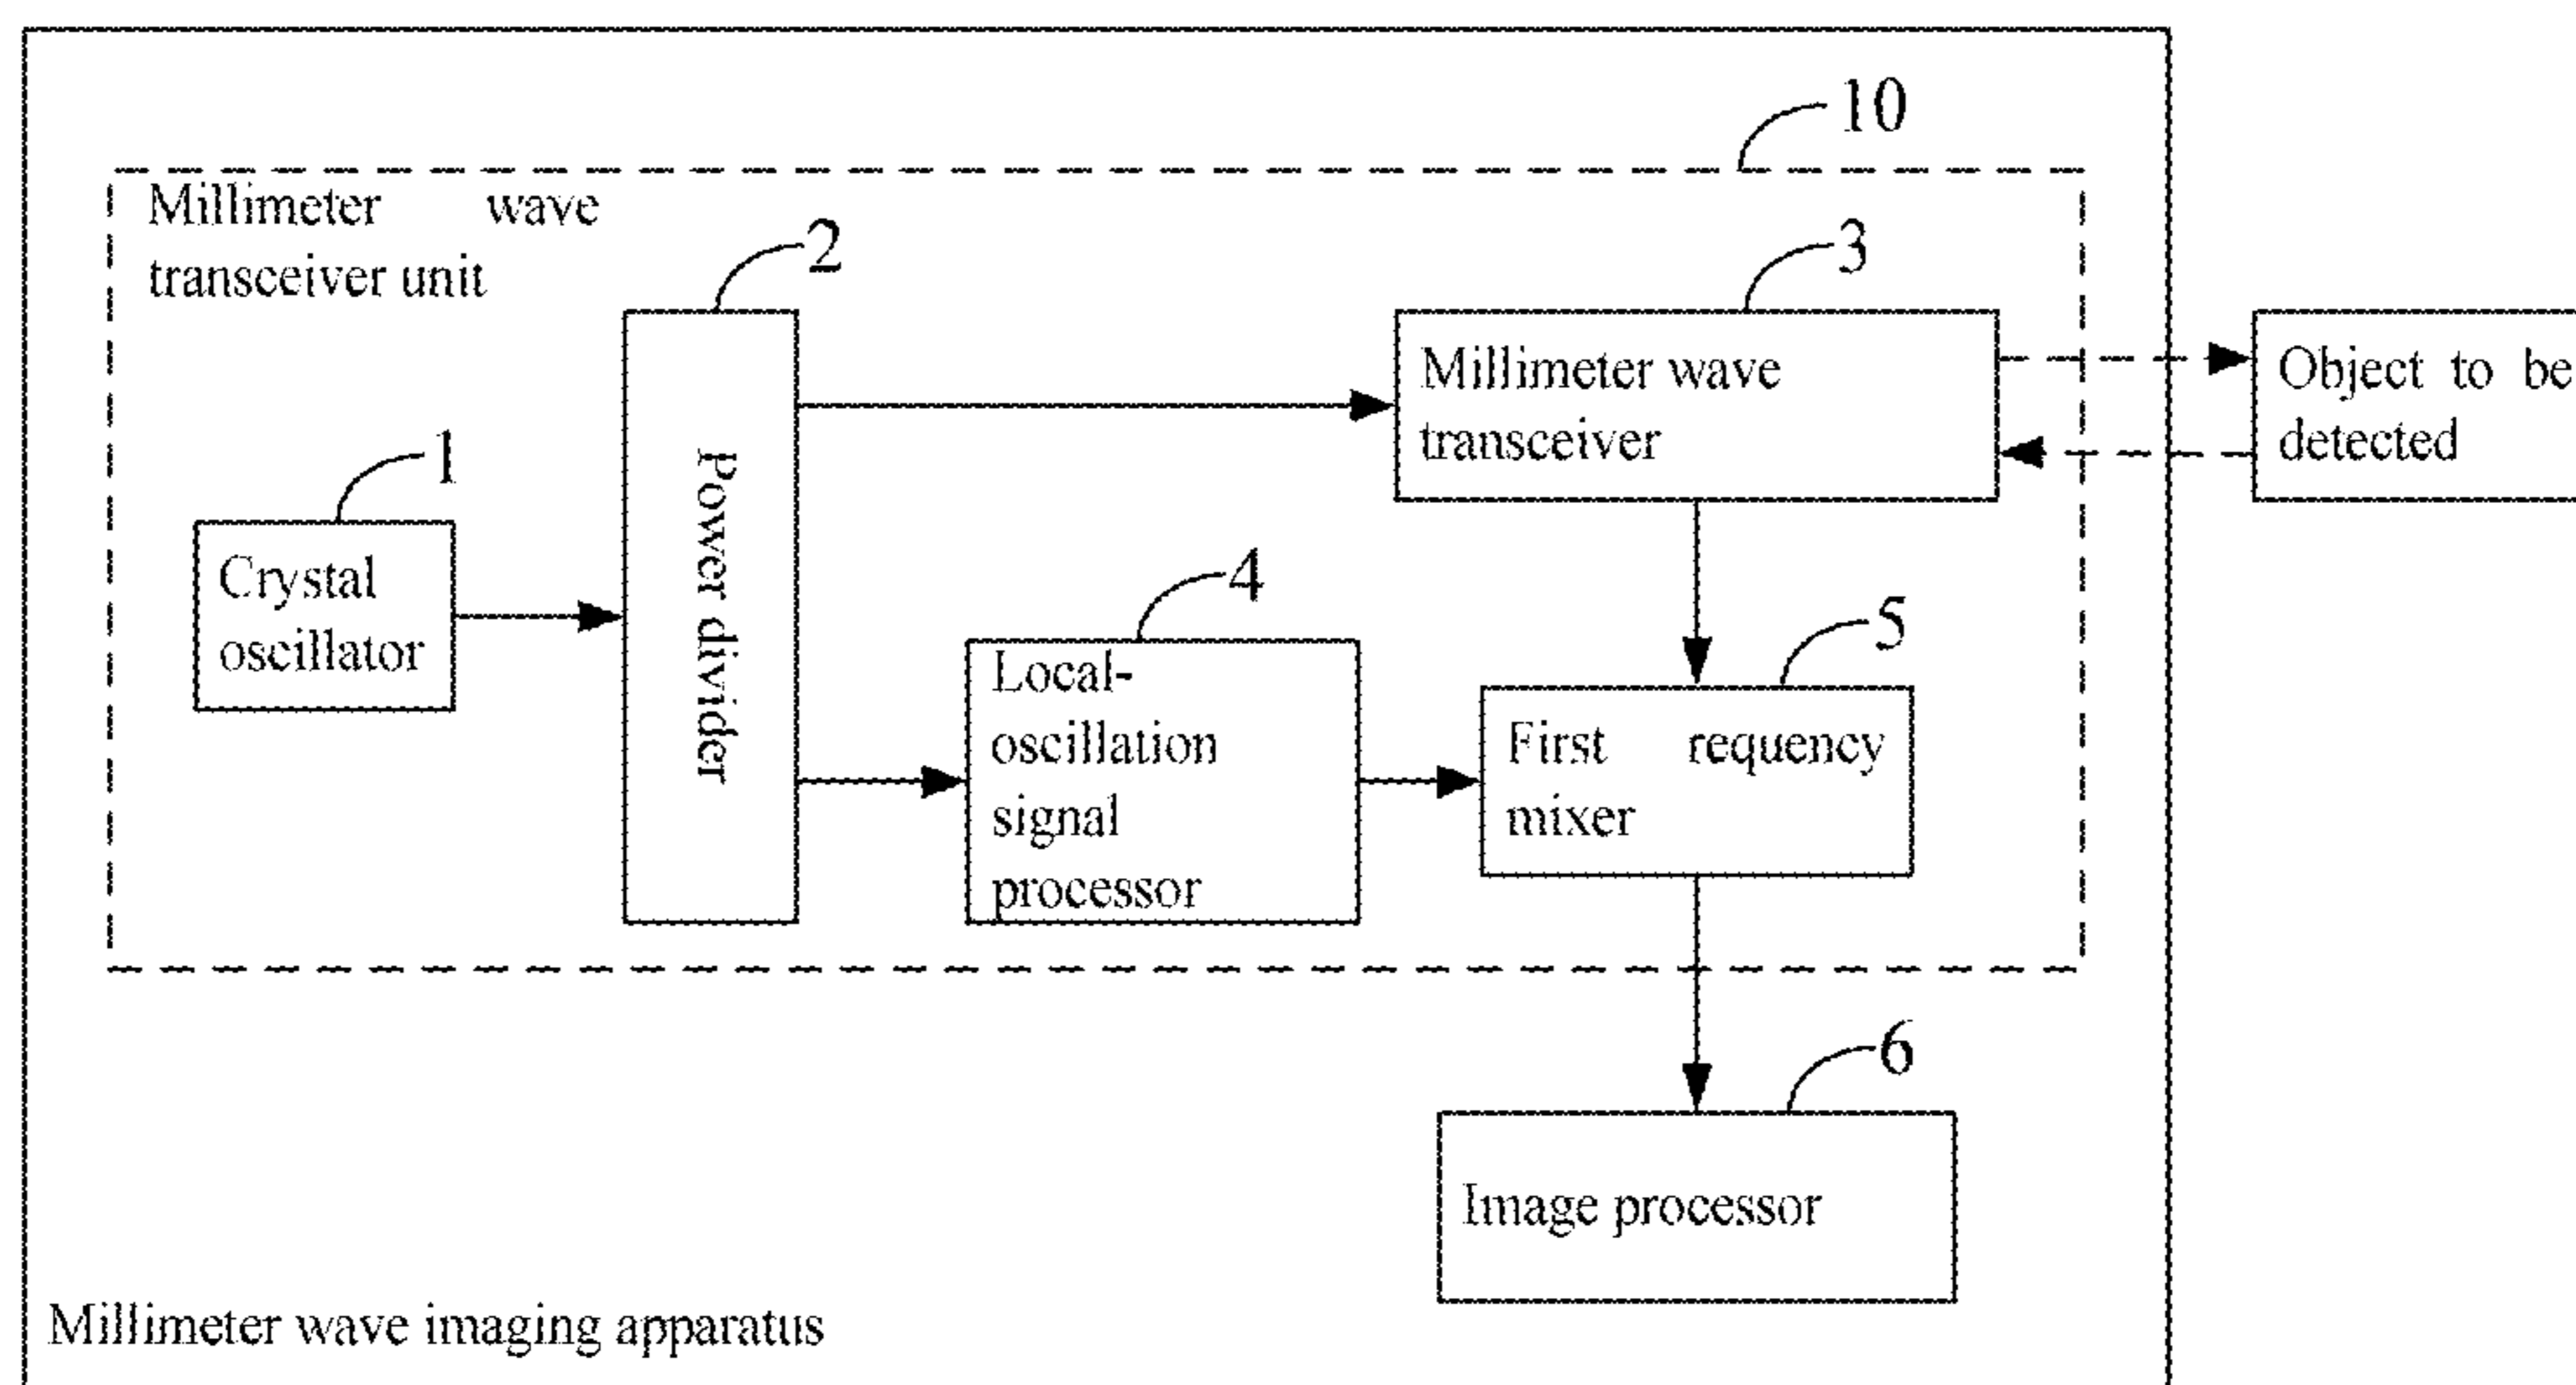 10
Millimeter wave
transceiver unit
2
3
Millimeter wave
transceiver
Object to be
detected
1
Crystal
oscillator
Power divider
4
Local-
oscillation
signal
processor
5
First requency
mixer
6
Image processor
Millimeter wave imaging apparatus